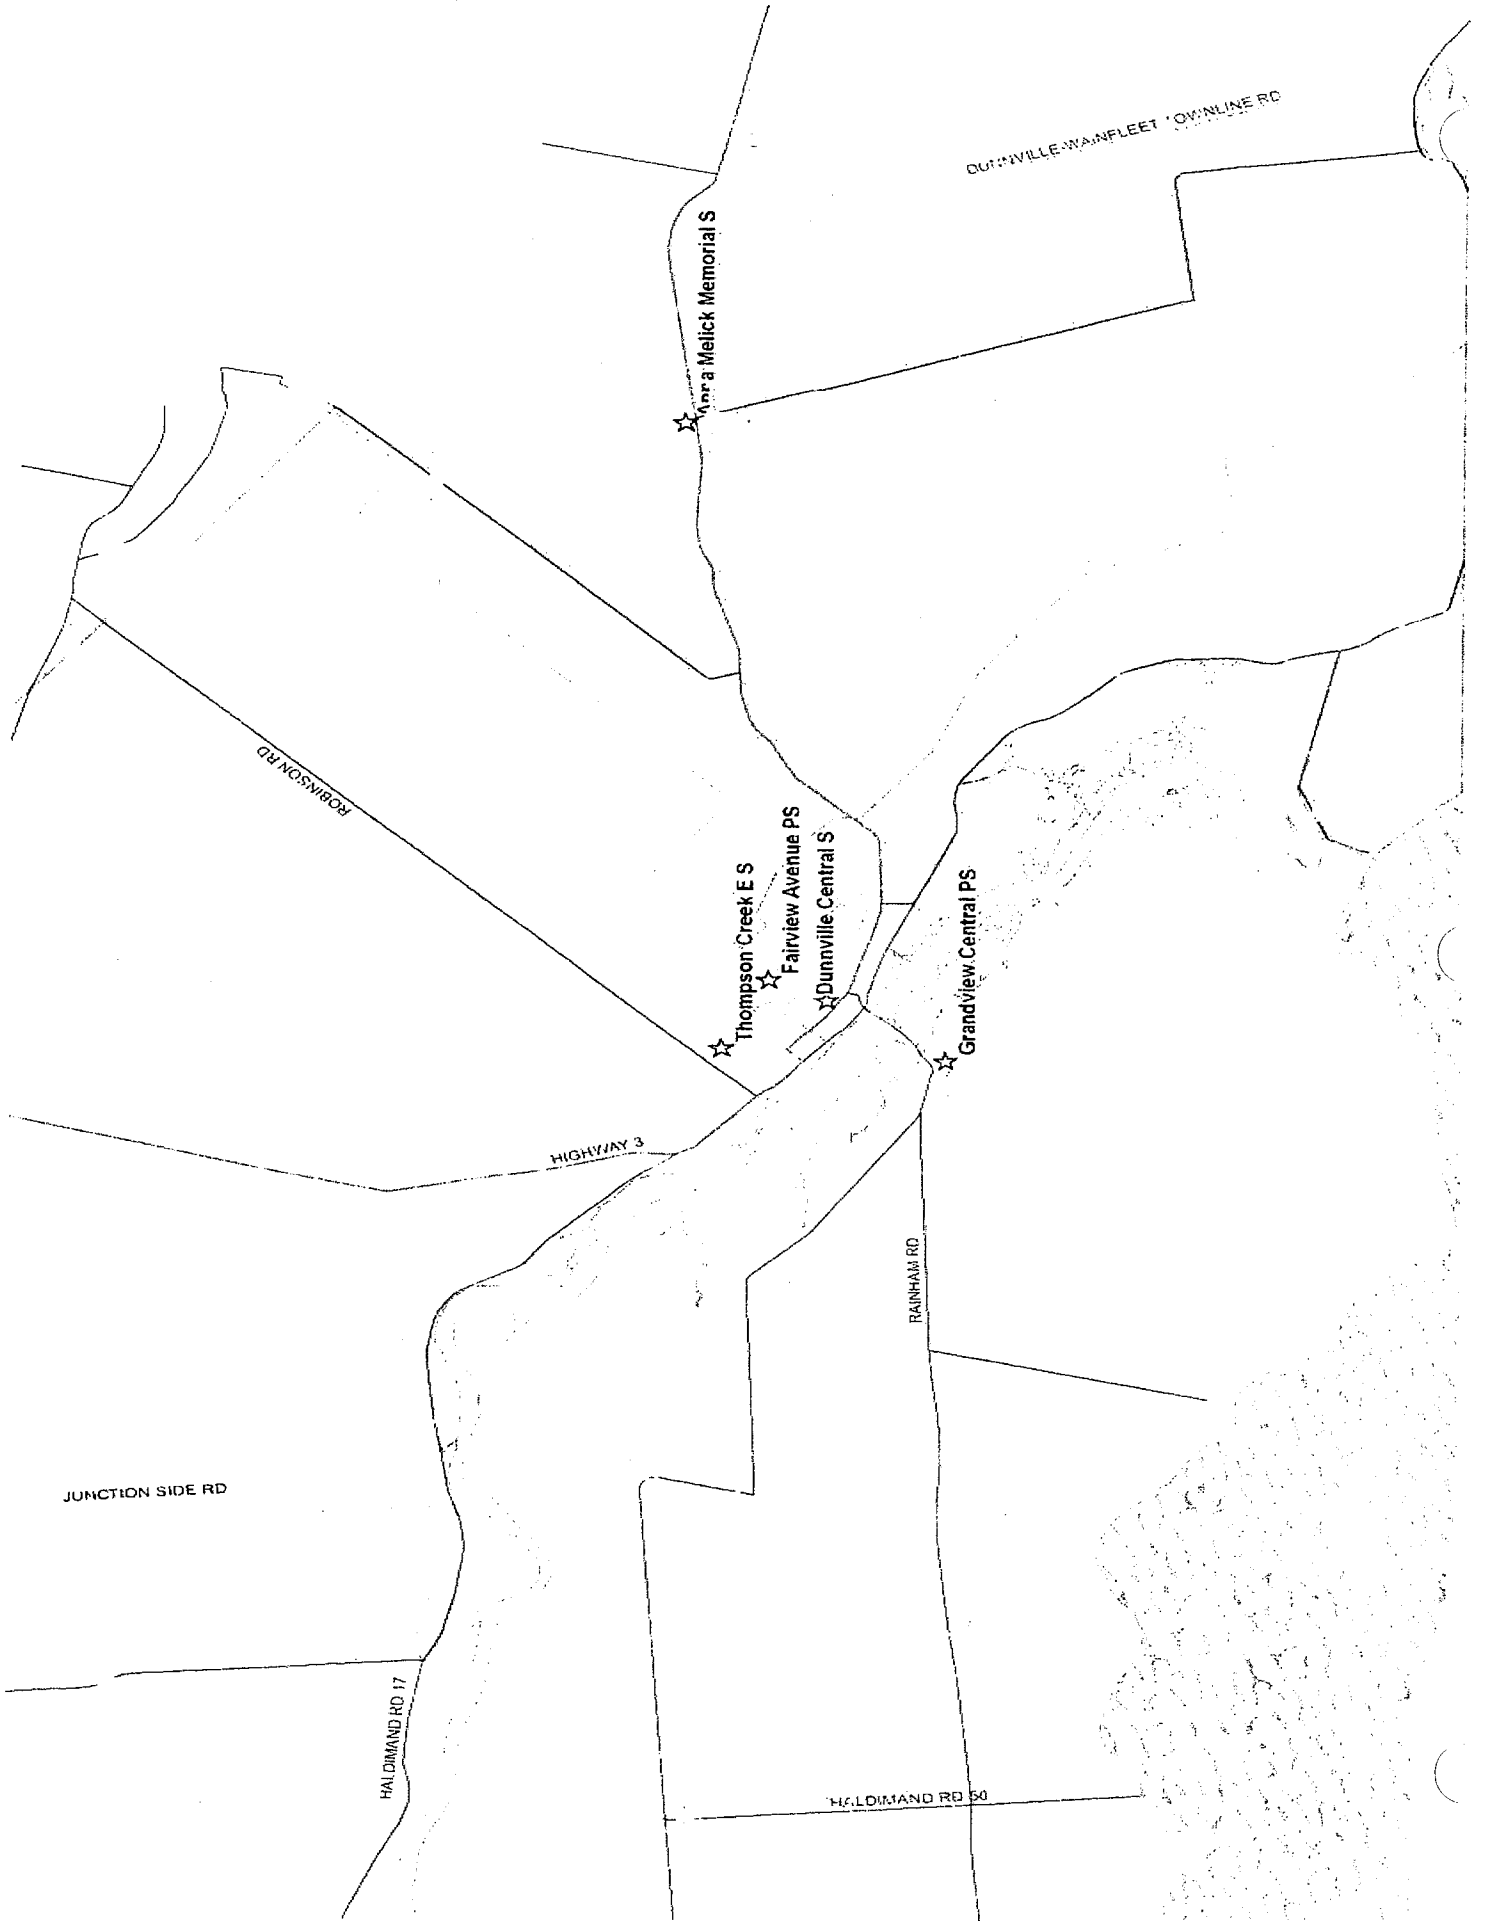 DUNNVILLE-WAINFLEET TOWNLINE RD
Anna Melick Memorial S
ROBINSON RD
Thompson Creek E S
Fairview Avenue PS
Dunnville Central S
Grandview Central PS
HIGHWAY 3
RAINHAM RD
JUNCTION SIDE RD
HALDIMAND RD 17
HALDIMAND RD 50